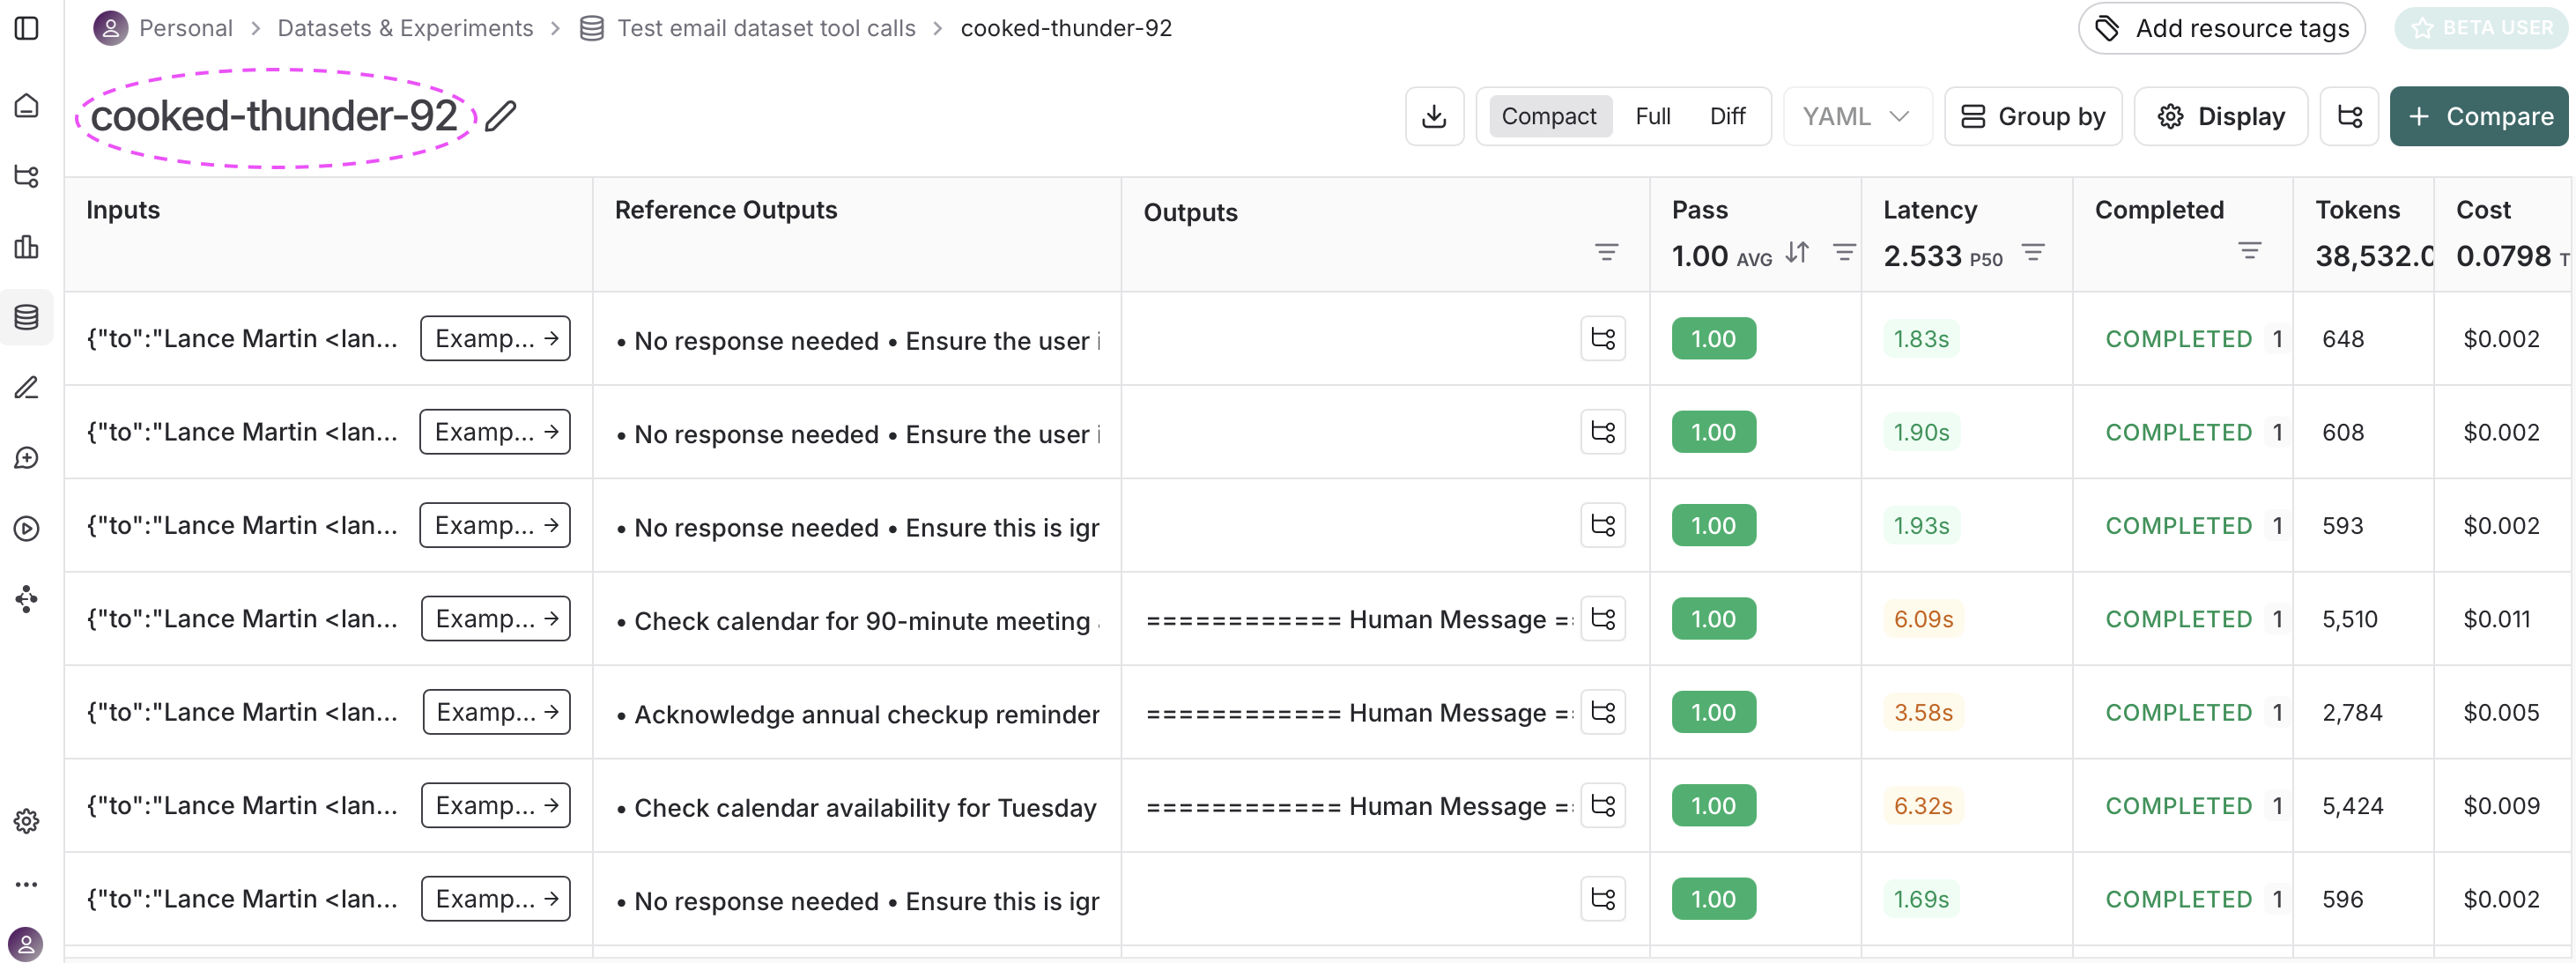 Personal > Datasets & Experiments > Test email dataset tool calls > cooked-thunder-92
Add resource tags
BETA USER
cooked-thunder-92
Compact Full Diff
YAML
Group by
Display
+ Compare
Inputs Reference Outputs Outputs Pass Latency Completed Tokens Cost
1.00 AVG 2.533 P50 38,532.0 0.0798 T
{"to":"Lance Martin <lan... Examp... → • No response needed • Ensure the user i 1.00 1.83s COMPLETED 1 648 $0.002
{"to":"Lance Martin <lan... Examp... → • No response needed • Ensure the user i 1.00 1.90s COMPLETED 1 608 $0.002
{"to":"Lance Martin <lan... Examp... → • No response needed • Ensure this is igr 1.00 1.93s COMPLETED 1 593 $0.002
{"to":"Lance Martin <lan... Examp... → • Check calendar for 90-minute meeting ============ Human Message == 1.00 6.09s COMPLETED 1 5,510 $0.011
{"to":"Lance Martin <lan... Examp... → • Acknowledge annual checkup reminder ============ Human Message == 1.00 3.58s COMPLETED 1 2,784 $0.005
{"to":"Lance Martin <lan... Examp... → • Check calendar availability for Tuesday ============ Human Message == 1.00 6.32s COMPLETED 1 5,424 $0.009
{"to":"Lance Martin <lan... Examp... → • No response needed • Ensure this is igr 1.00 1.69s COMPLETED 1 596 $0.002